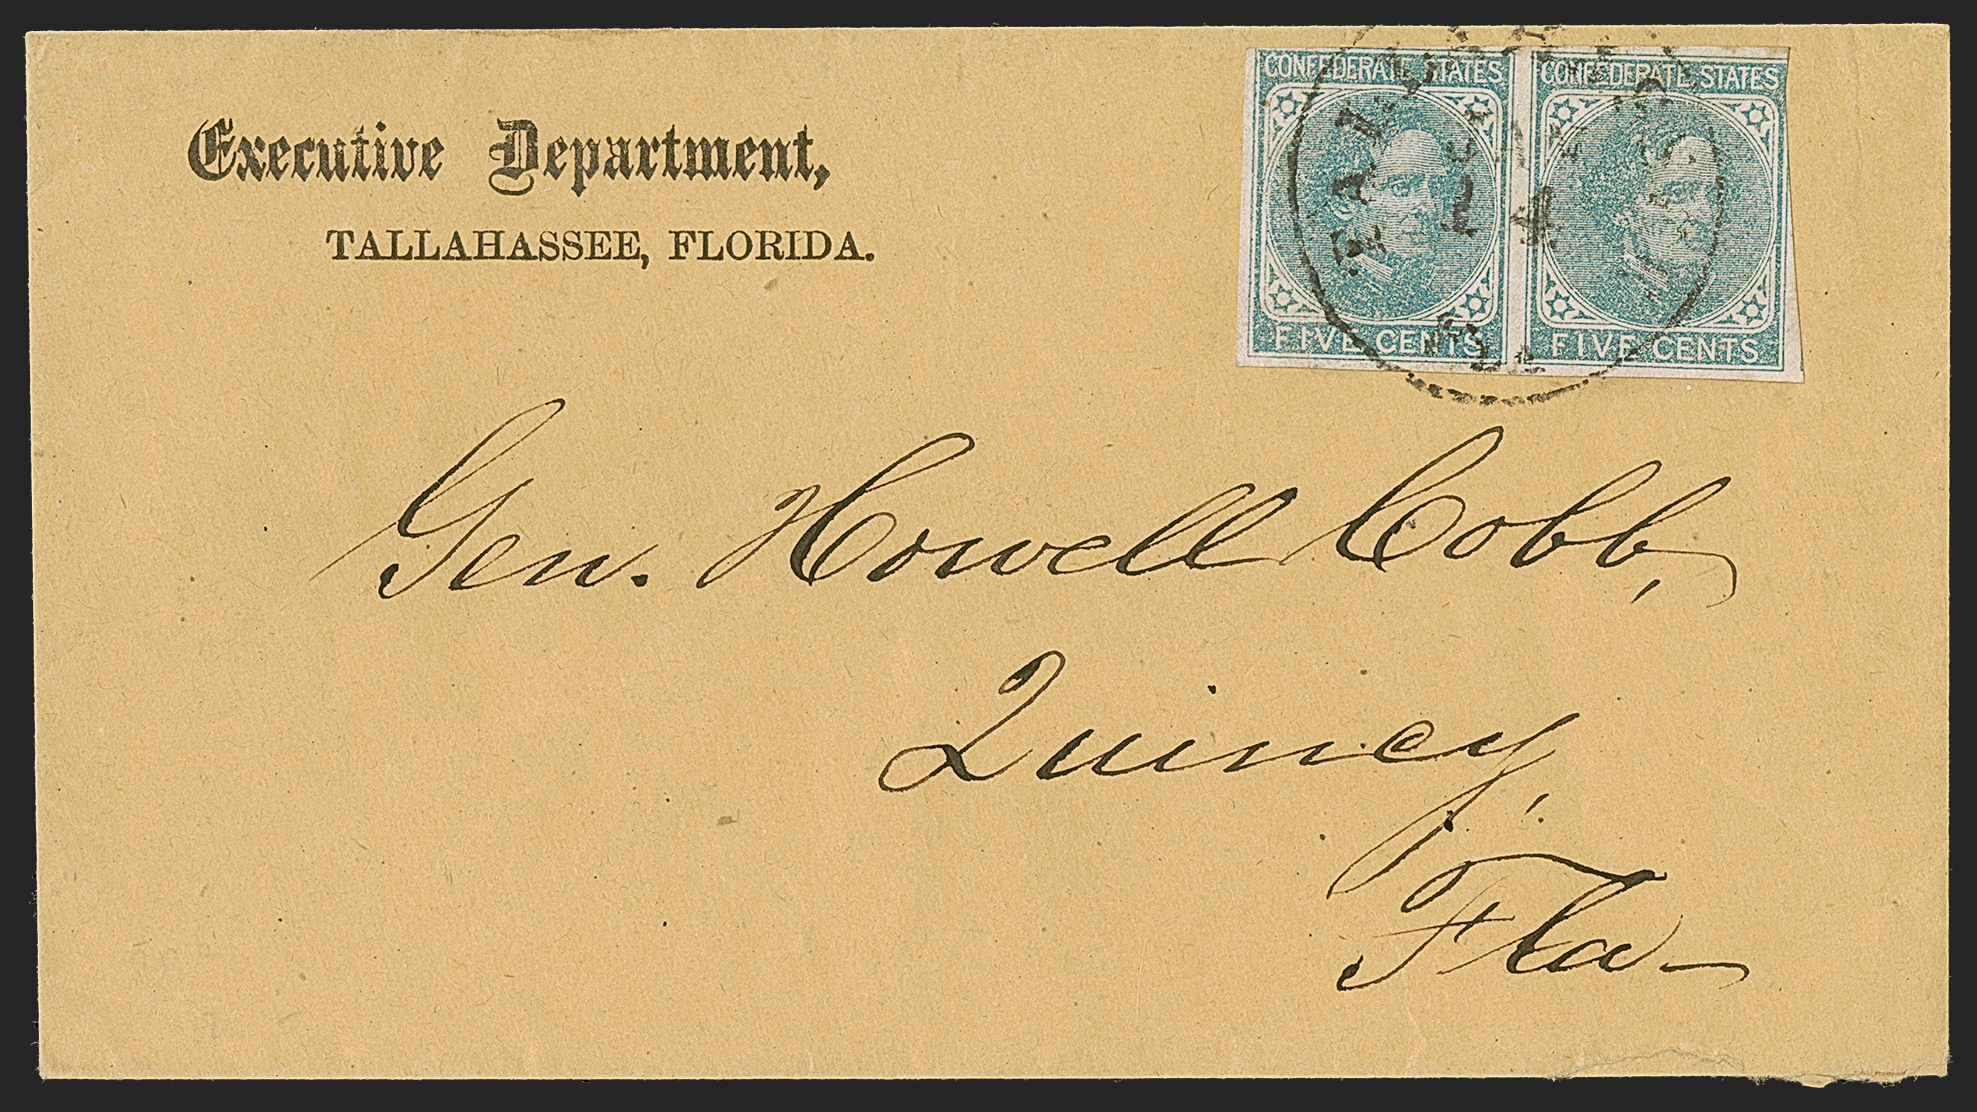 Executive Department,
TALLAHASSEE, FLORIDA.
CONFEDERATE STATES
FIVE CENTS
CONFEDERATE STATES
FIVE CENTS
Gen. Howell Cobb,
Quincy,
Fla